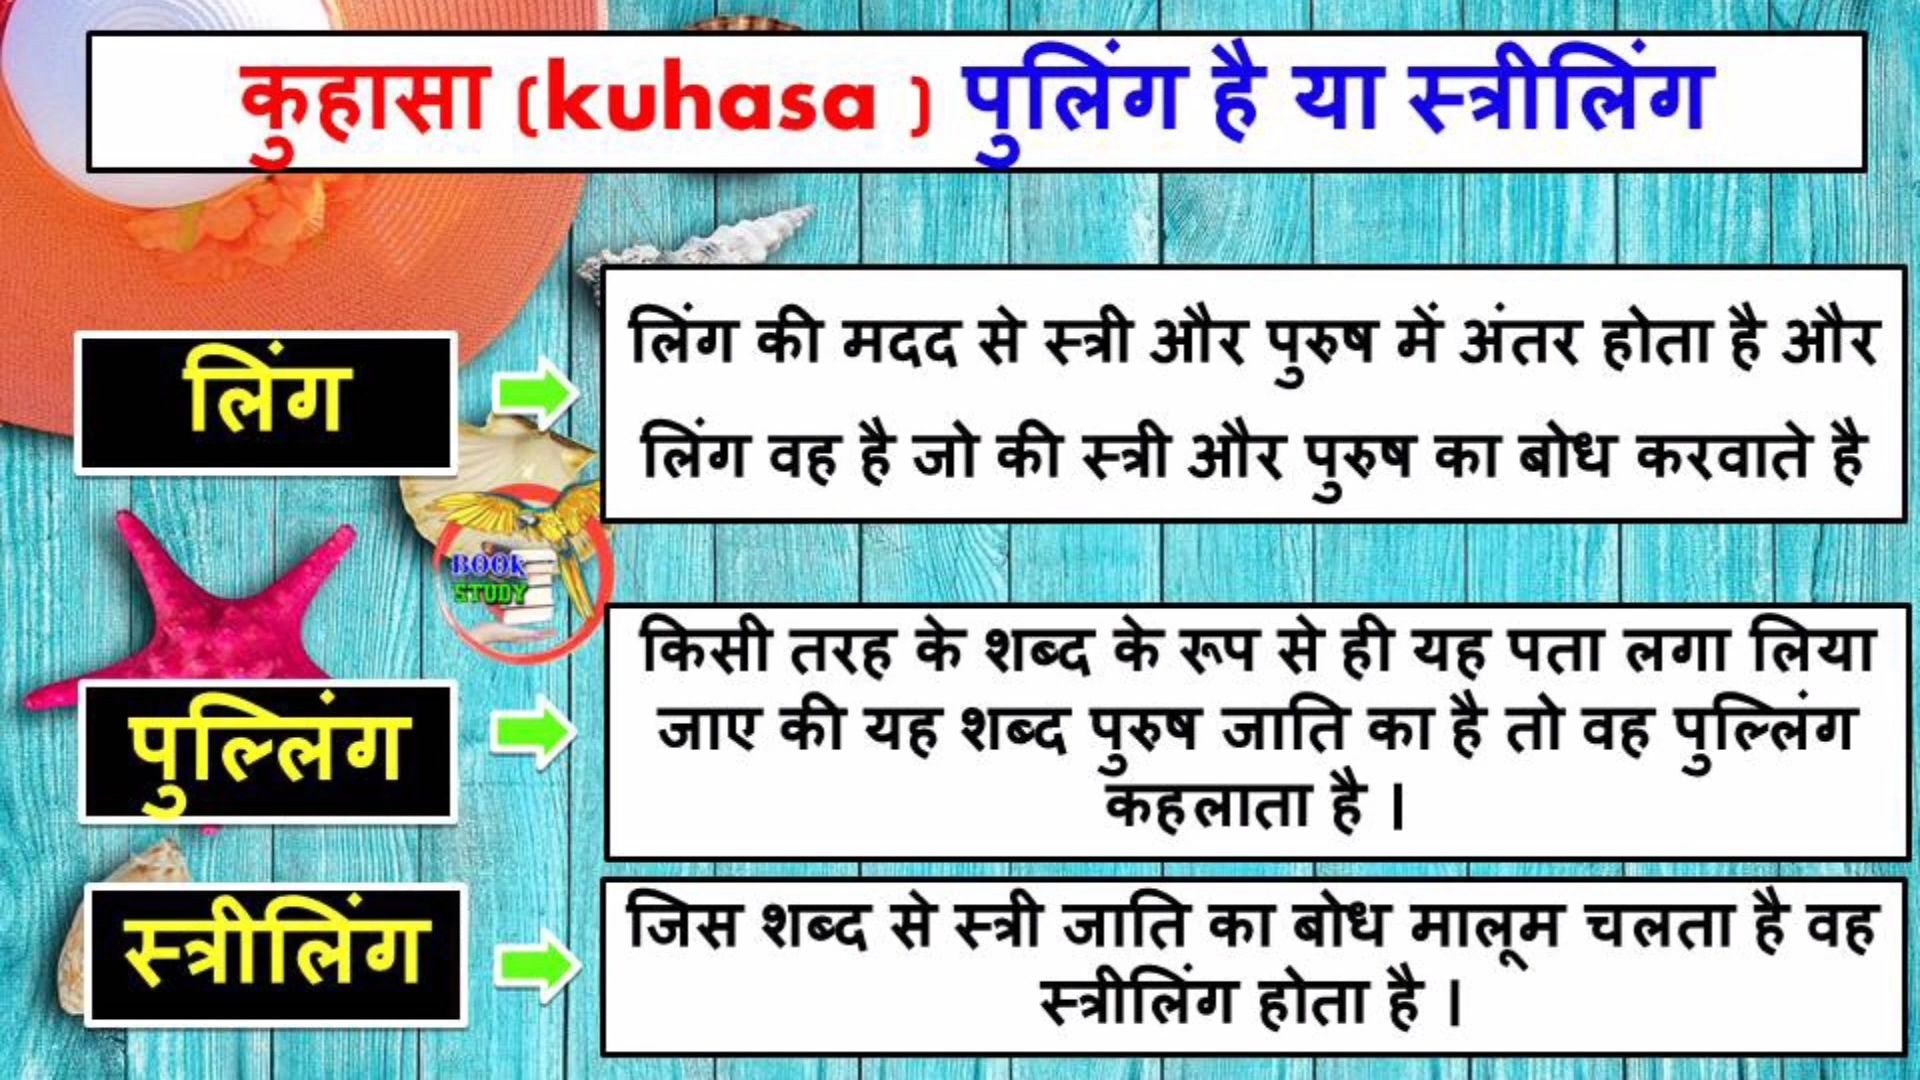 कुहासा (kuhasa ) पुलिंग है या स्त्रीलिंग
लिंग
लिंग की मदद से स्त्री और पुरुष में अंतर होता है और
लिंग वह है जो की स्त्री और पुरुष का बोध करवाते है
BOOK
STUDY
पुल्लिंग
किसी तरह के शब्द के रूप से ही यह पता लगा लिया
जाए की यह शब्द पुरुष जाति का है तो वह पुल्लिंग
कहलाता है ।
स्त्रीलिंग
जिस शब्द से स्त्री जाति का बोध मालूम चलता है वह
स्त्रीलिंग होता है ।